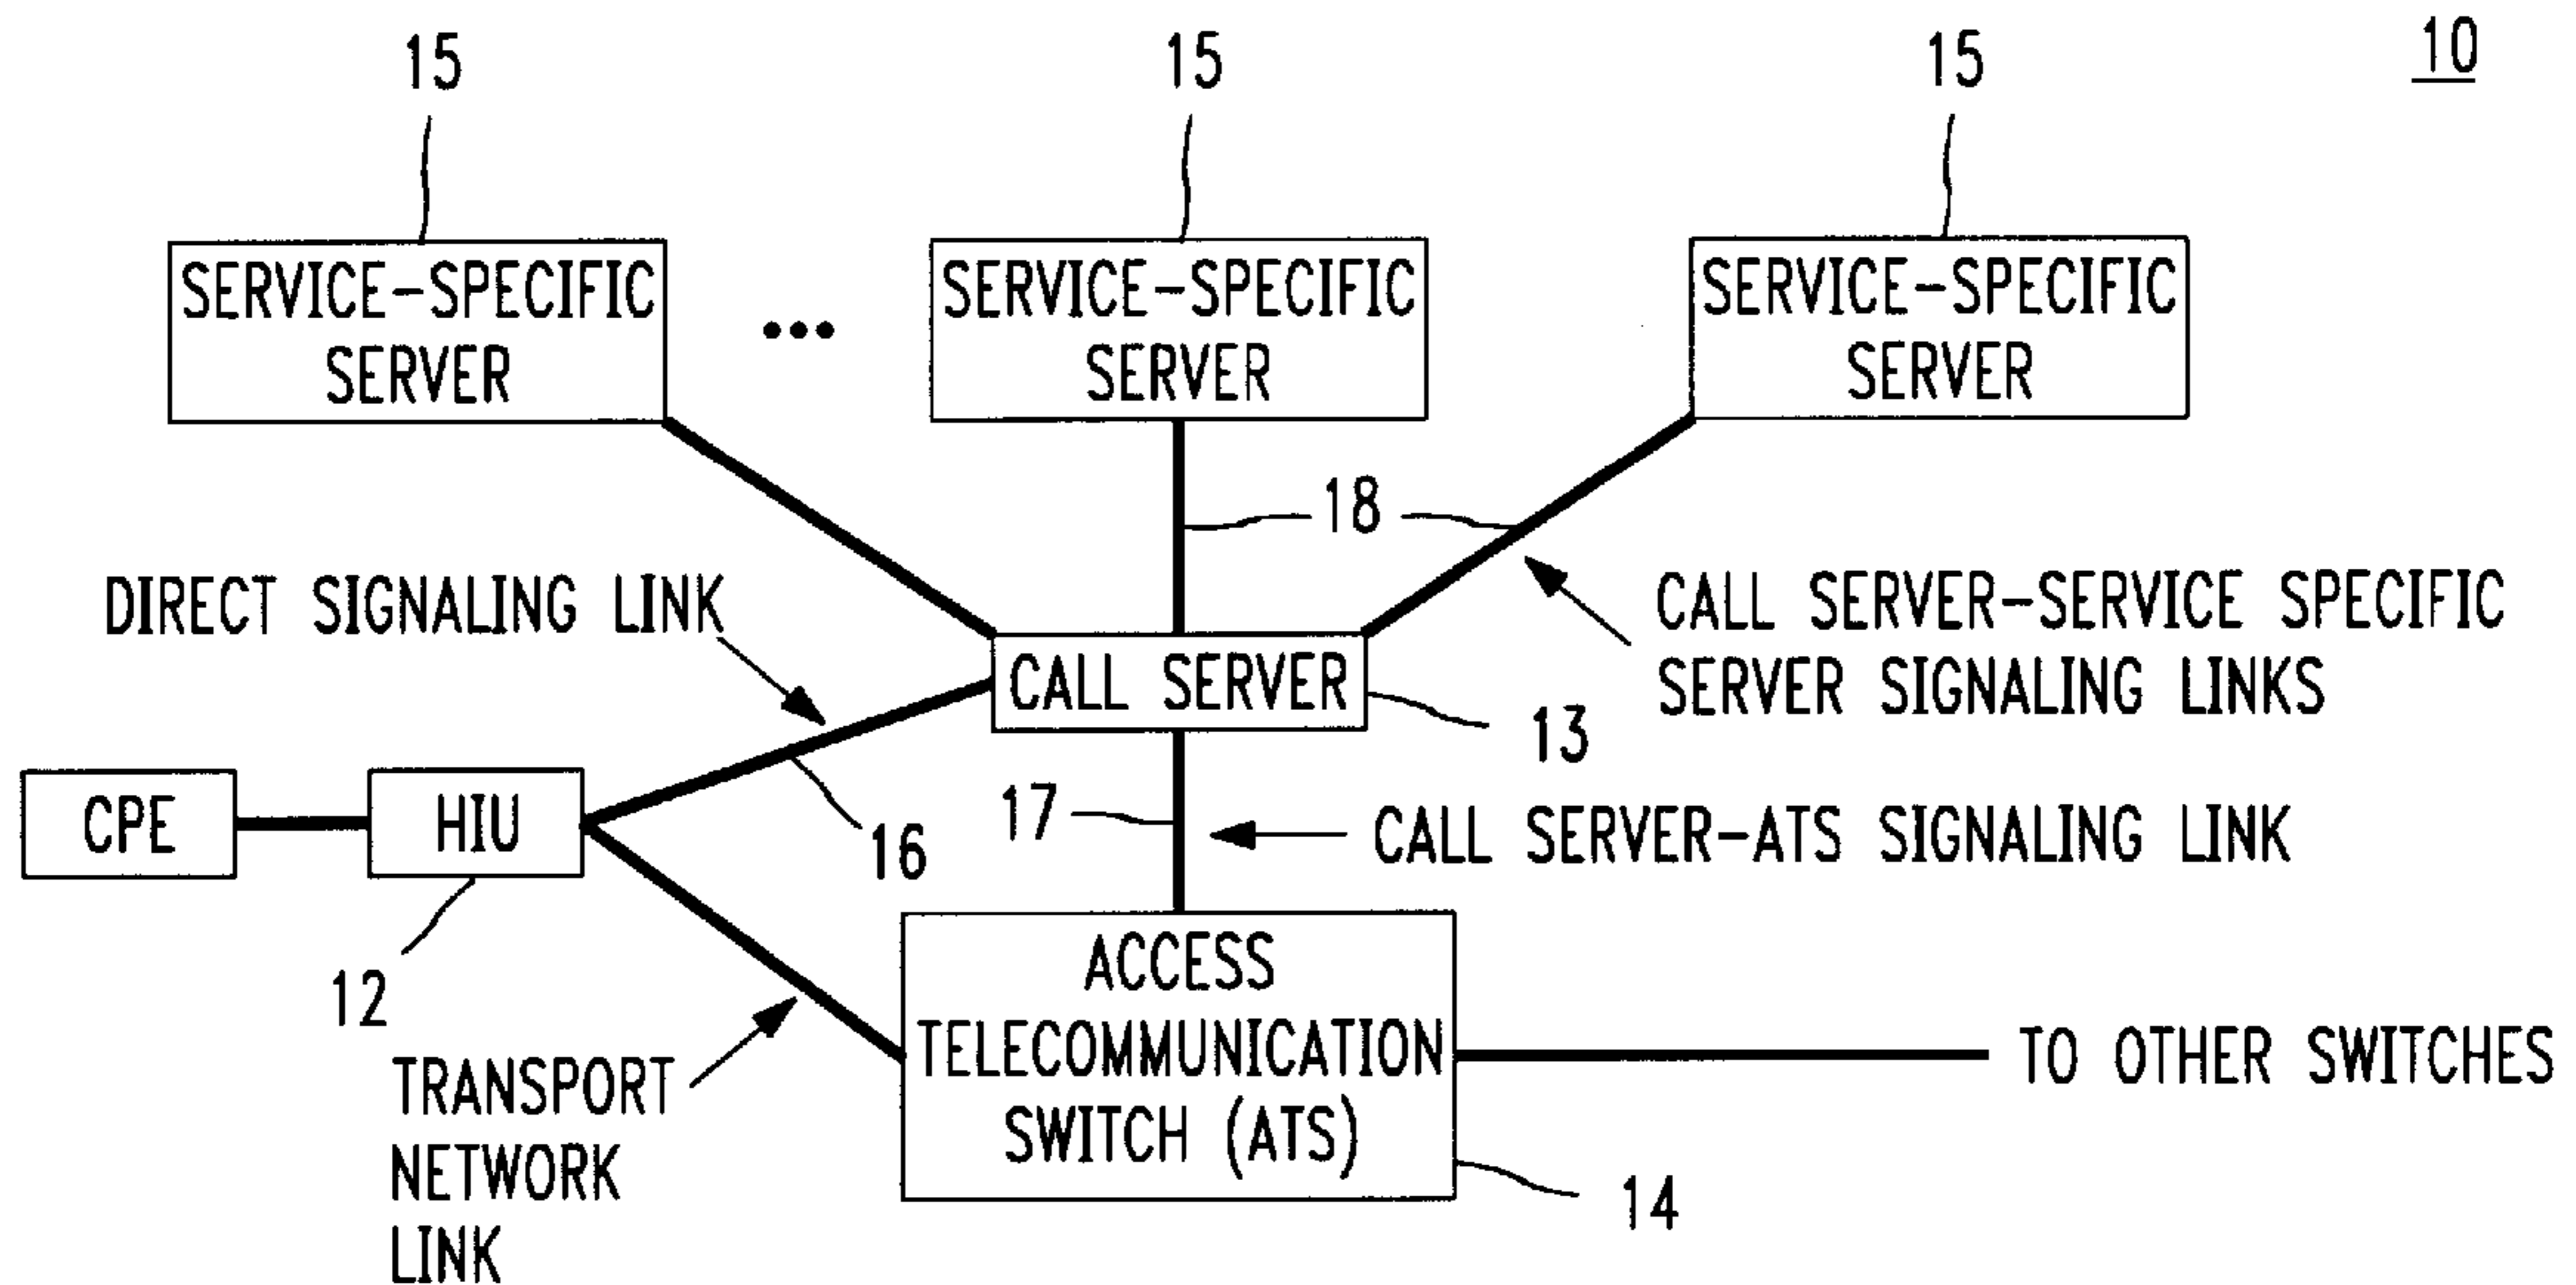 10
15
15
15
SERVICE-SPECIFIC
SERVER
SERVICE-SPECIFIC
SERVER
SERVICE-SPECIFIC
SERVER
18
DIRECT SIGNALING LINK
CALL SERVER-SERVICE SPECIFIC
SERVER SIGNALING LINKS
CALL SERVER
13
CPE
HIU
16
17
CALL SERVER-ATS SIGNALING LINK
12
ACCESS
TELECOMMUNICATION
SWITCH (ATS)
TRANSPORT
NETWORK
LINK
TO OTHER SWITCHES
14